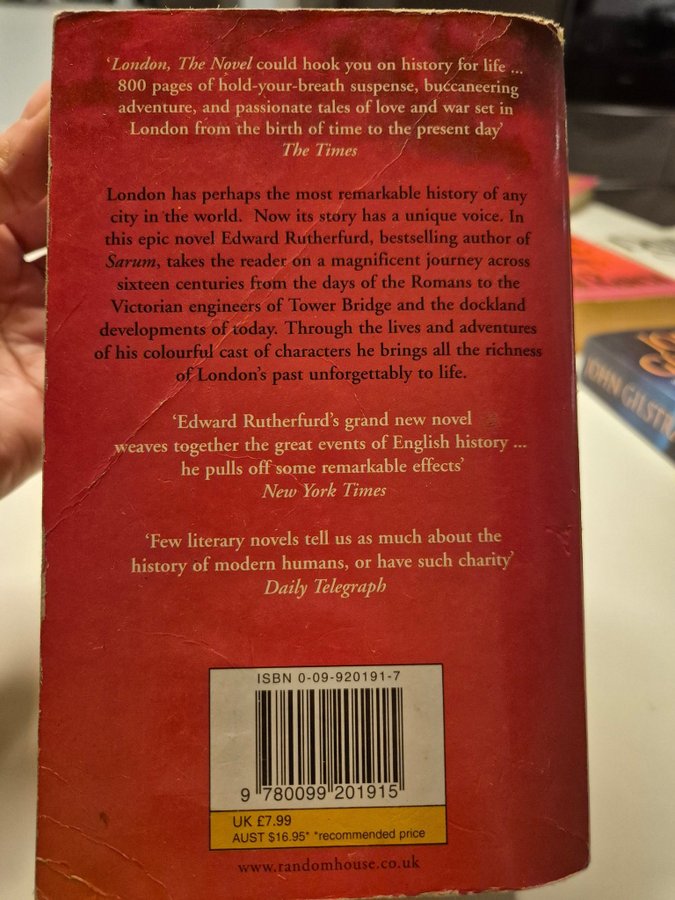 'London, The Novel could hook you on history for life ...
800 pages of hold-your-breath suspense, buccaneering
adventure, and passionate tales of love and war set in
London from the birth of time to the present day'
The Times
London has perhaps the most remarkable history of any
city in the world. Now its story has a unique voice. In
this epic novel Edward Rutherfurd, bestselling author of
Sarum, takes the reader on a magnificent journey across
sixteen centuries from the days of the Romans to the
Victorian engineers of Tower Bridge and the dockland
developments of today. Through the lives and adventures
of his colourful cast of characters he brings all the richness
of London's past unforgettably to life.
'Edward Rutherfurd's grand new novel
weaves together the great events of English history ...
he pulls off some remarkable effects'
New York Times
'Few literary novels tell us as much about the
history of modern humans, or have such charity'
Daily Telegraph
ISBN 0-09-920191-7
9 780099 201915
UK £7.99
AUST $16.95* *recommended price
www.randomhouse.co.uk